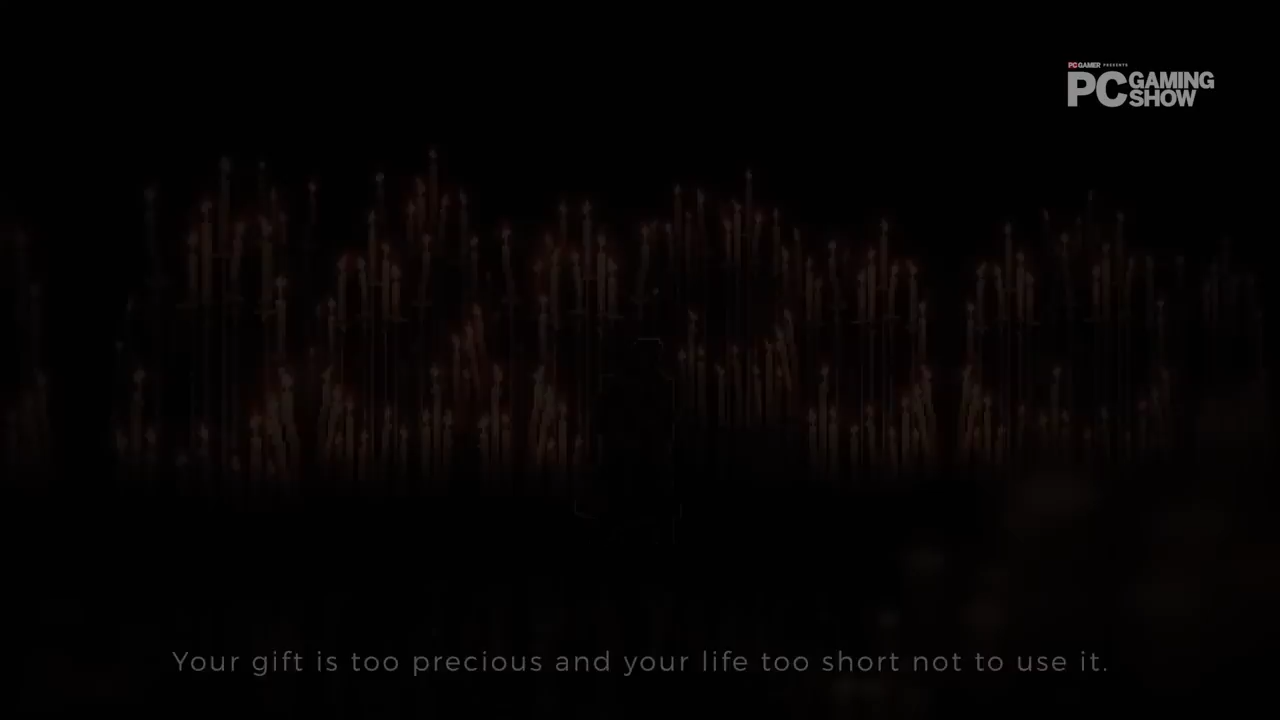 PC GAMER PRESENTS
PC GAMING
SHOW
Your gift is too precious and your life too short not to use it.